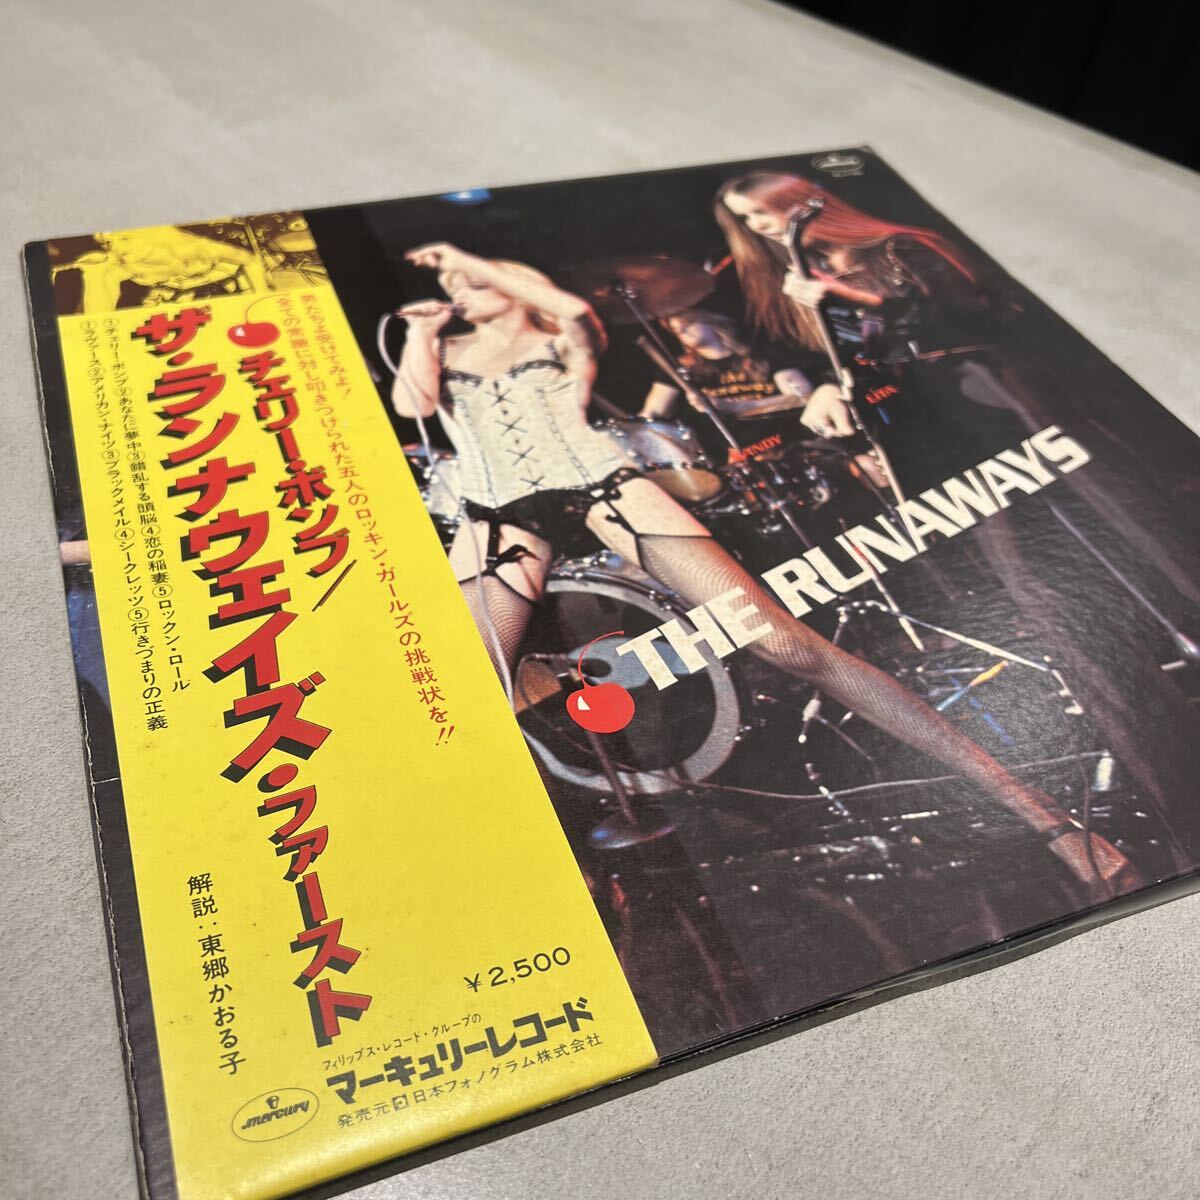 男たちよ受けてみよ!
全ての常識に対し叩きつけられた五人のロッキン・ガールズの挑戦状を!!
チェリー・ボンブ/
ザ・ランナウェイズ・ファースト
①チェリー・ボンブ②あなたに夢中③錯乱する頭脳④恋の稲妻⑤ロックン・ロール
①ラヴァーズ②アメリカン・ナイツ③ブラックメイル④シークレッツ⑤行きづまりの正義
解説:東郷かおる子
¥2,500
フィリップス・レコード・グループの
マーキュリーレコード
発売元 日本フォノグラム株式会社
mercury
mercury
LITA
THE RUNAWAYS